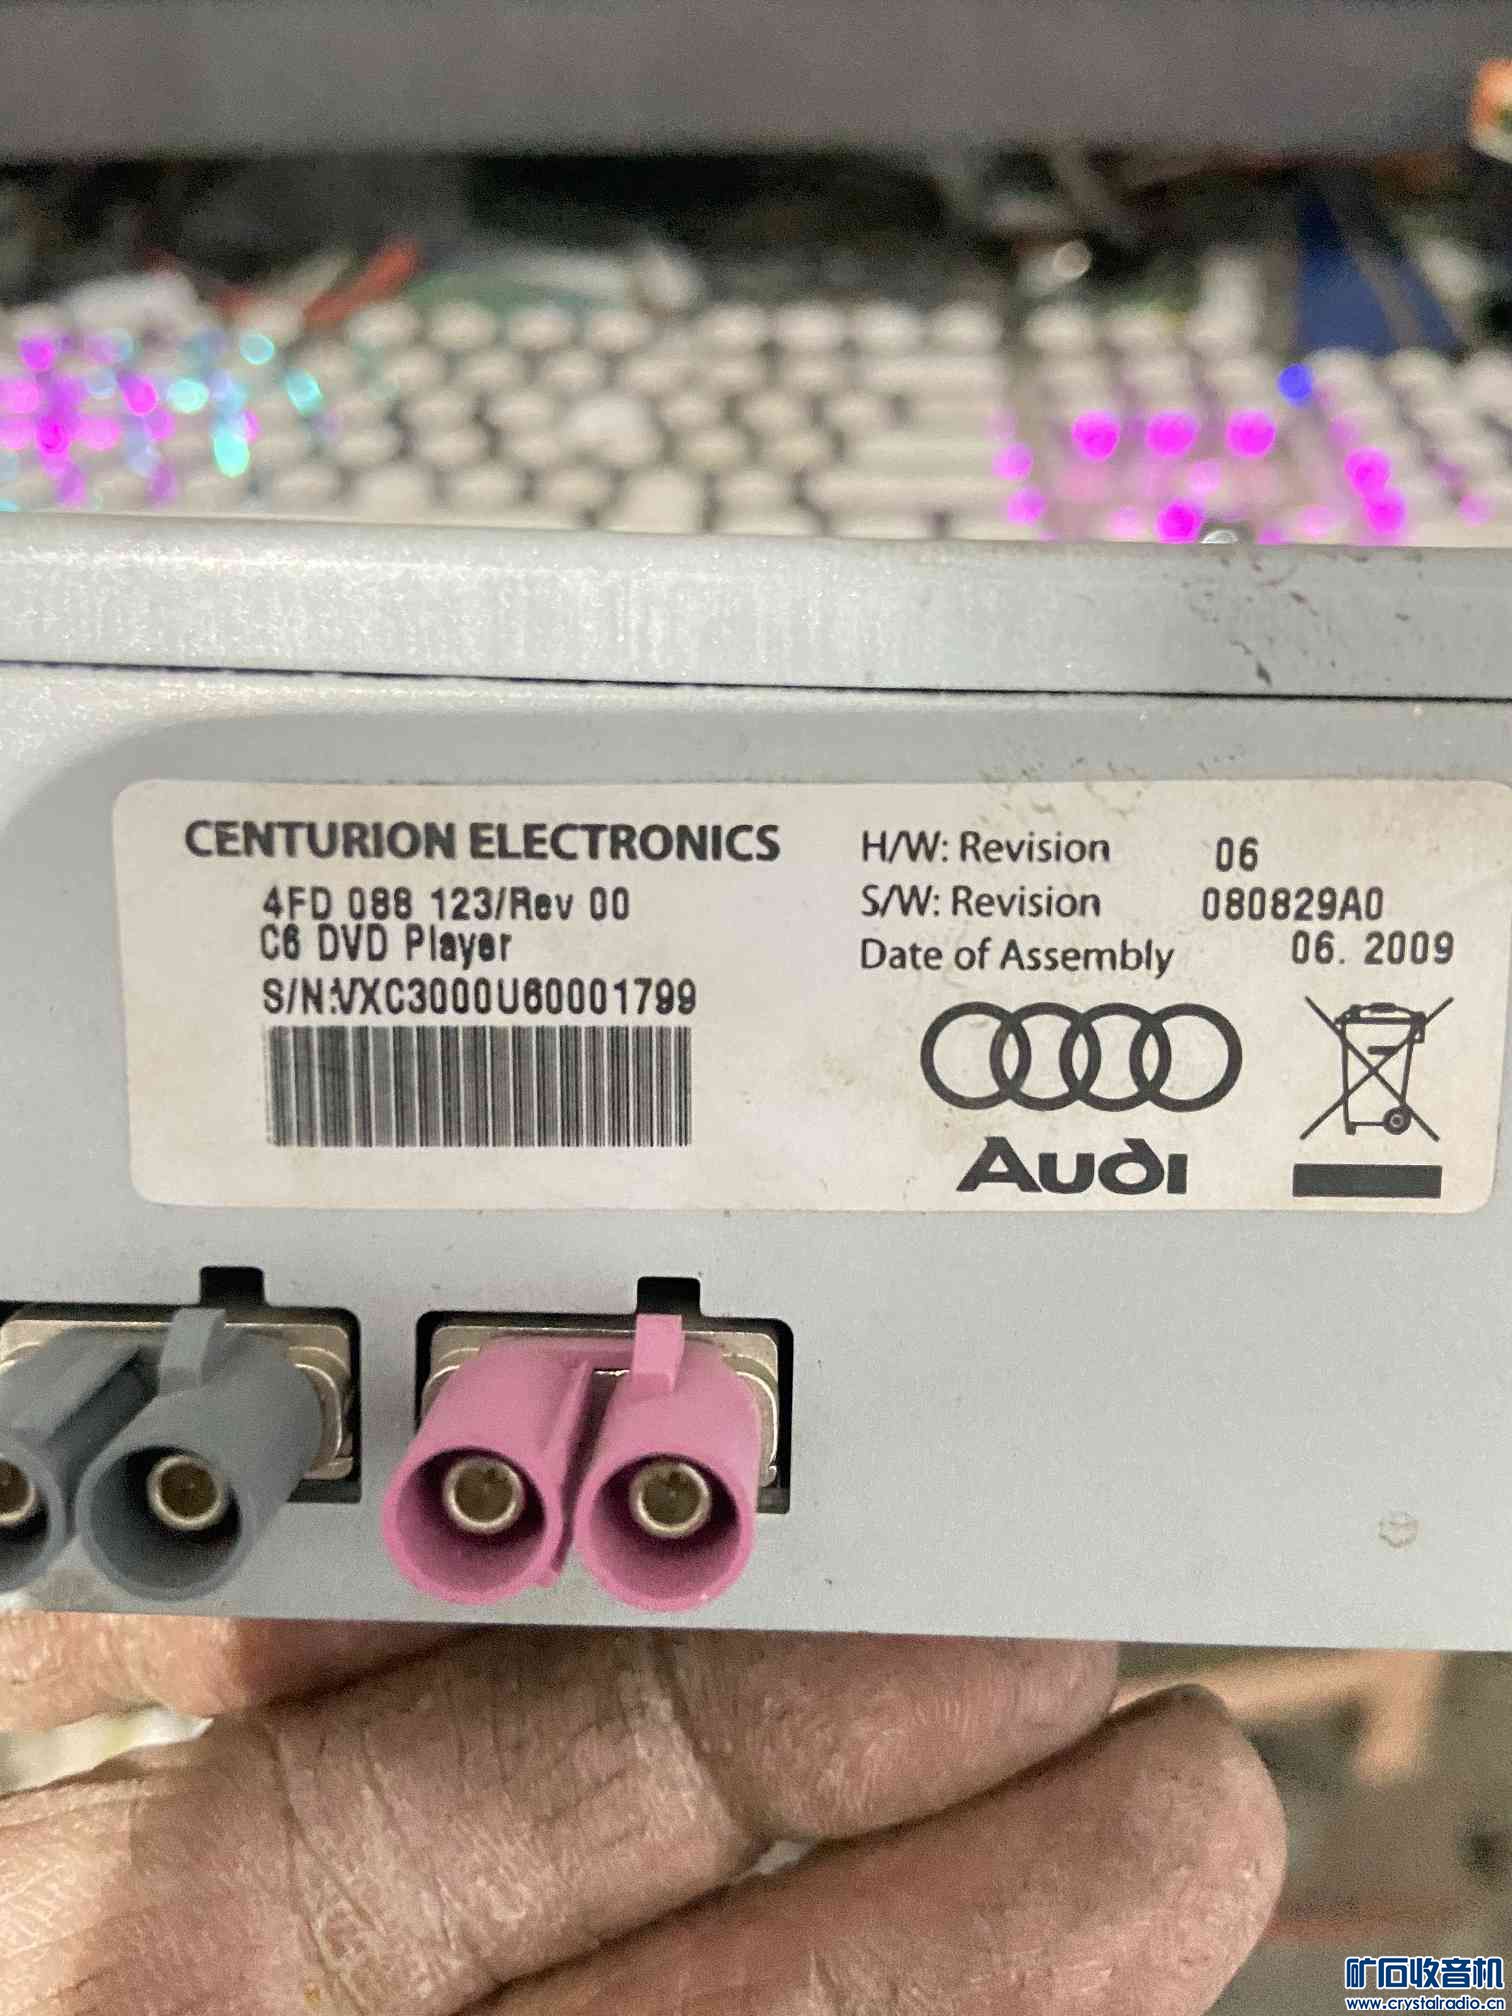 CENTURION ELECTRONICS
4FD 088 123/Rev 00
C6 DVD Player
S/N:VXC3000U60001799
H/W: Revision 06
S/W: Revision 080829A0
Date of Assembly 06. 2009
Audi
矿石收音机
www.crystalradio.cn